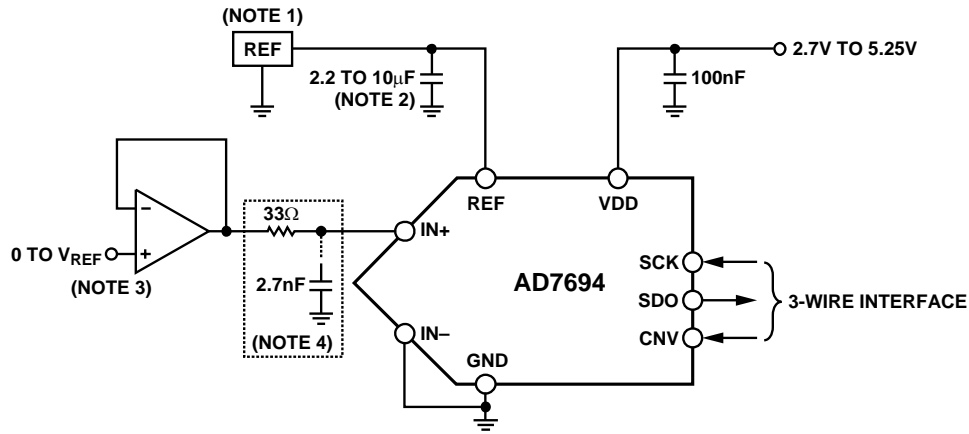 (NOTE 1)
REF
2.2 TO 10μF
(NOTE 2)
100nF
2.7V TO 5.25V
REF
VDD
33Ω
–
+
0 TO VREF
(NOTE 3)
2.7nF
(NOTE 4)
IN+
IN–
AD7694
GND
SCK
SDO
CNV
3-WIRE INTERFACE